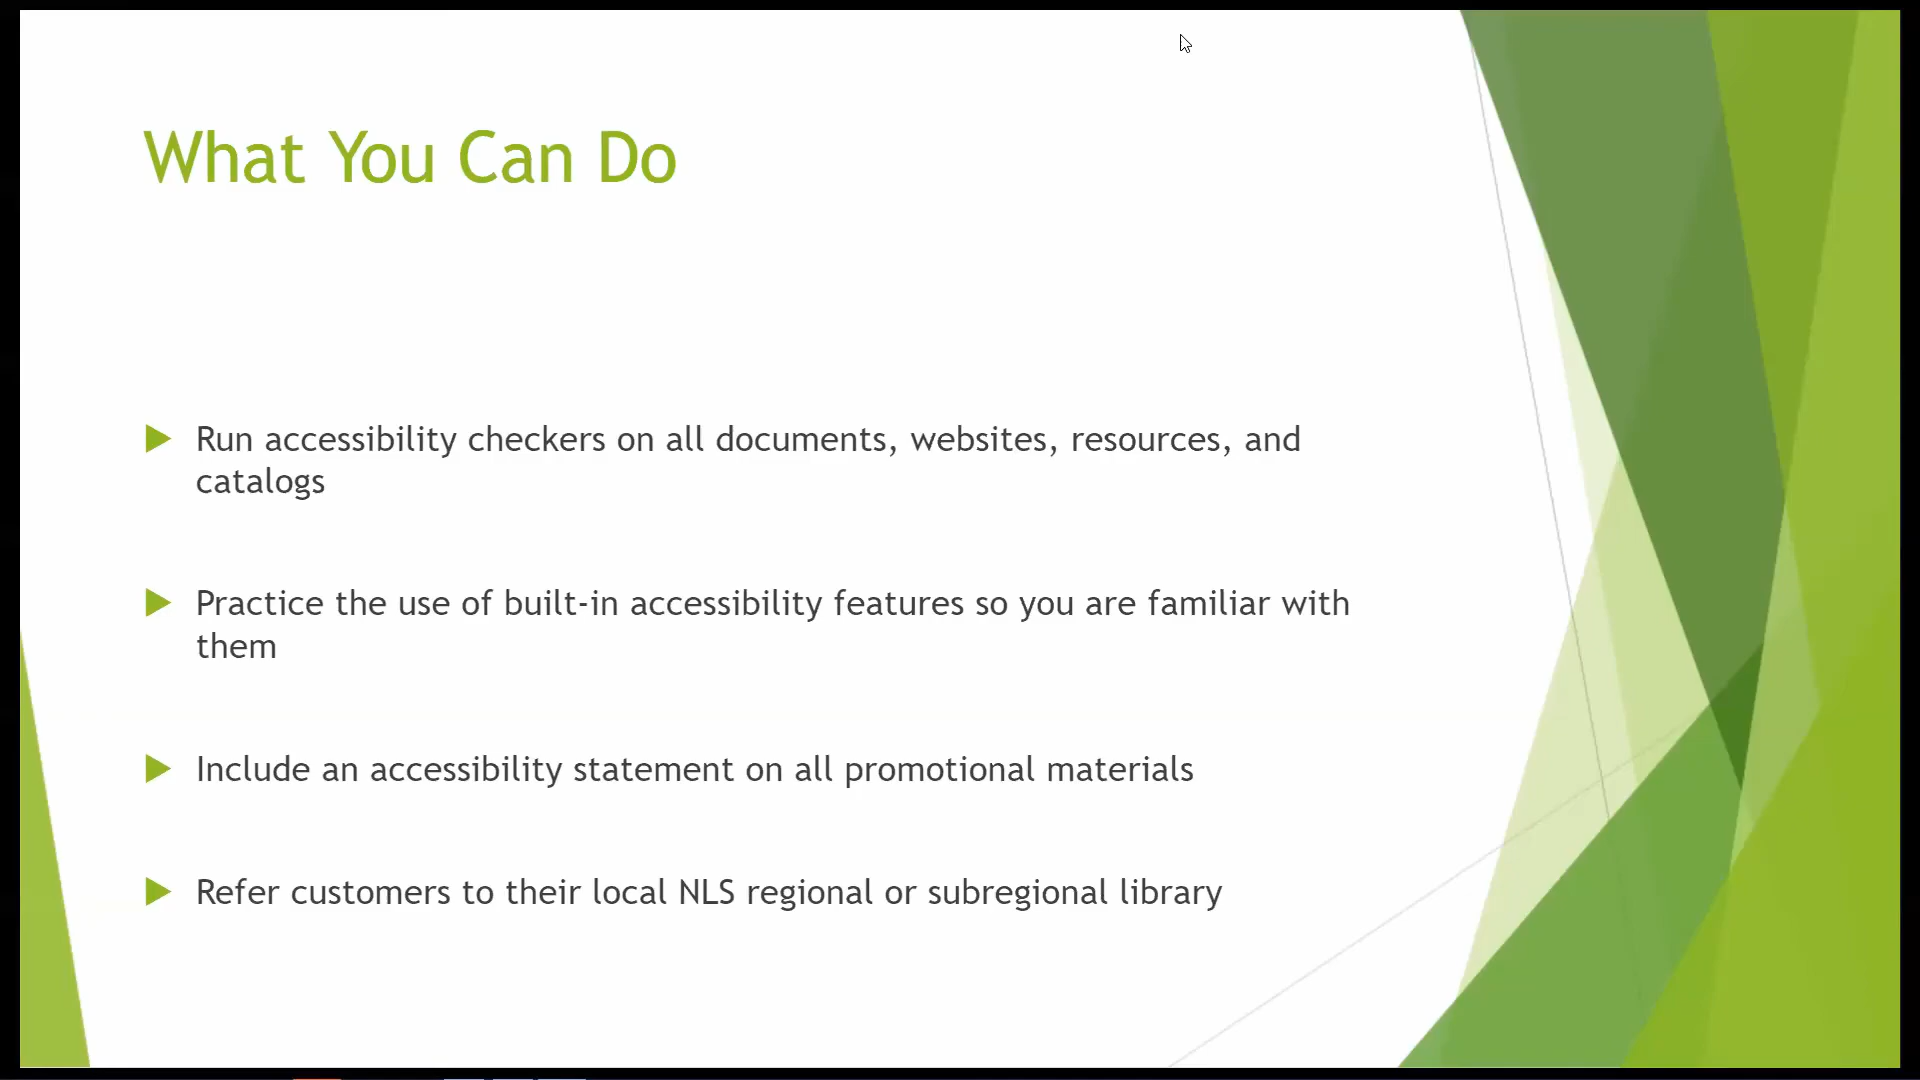 What You Can Do
Run accessibility checkers on all documents, websites, resources, and
catalogs
Practice the use of built-in accessibility features so you are familiar with
them
Include an accessibility statement on all promotional materials
Refer customers to their local NLS regional or subregional library